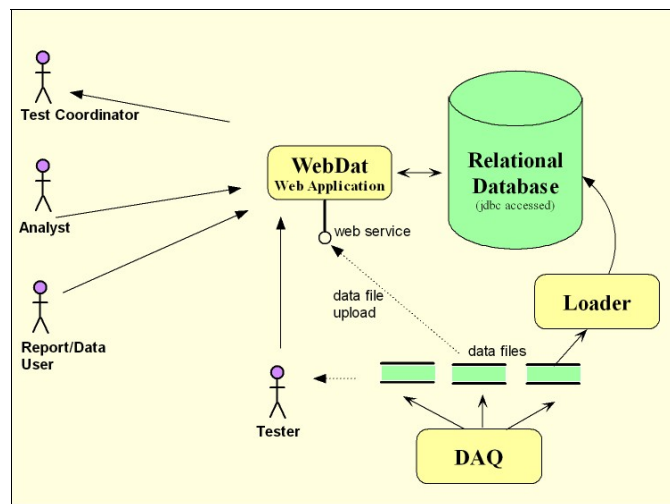 Test Coordinator
WebDat
Web Application
Relational
Database
(jdbc accessed)
Analyst
web service
Report/Data
User
data file
upload
Loader
data files
Tester
DAQ